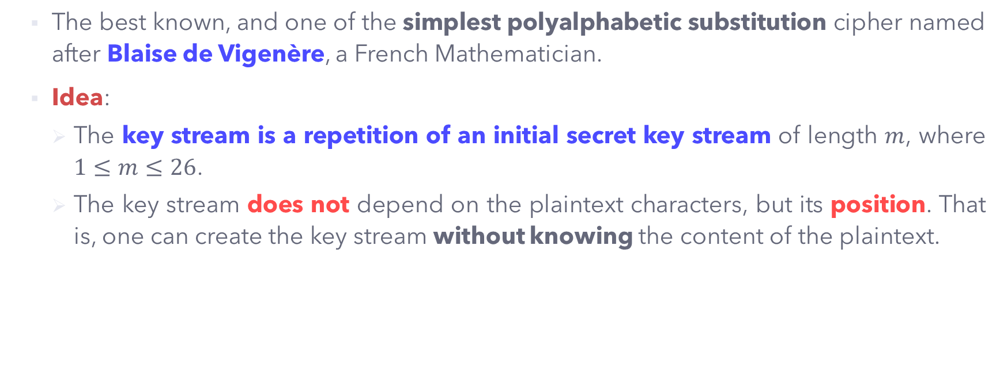 ▪ The best known, and one of the simplest polyalphabetic substitution cipher named
after Blaise de Vigenère, a French Mathematician.
▪ Idea:
➢ The key stream is a repetition of an initial secret key stream of length m, where
1 ≤ m ≤ 26.
➢ The key stream does not depend on the plaintext characters, but its position. That
is, one can create the key stream without knowing the content of the plaintext.